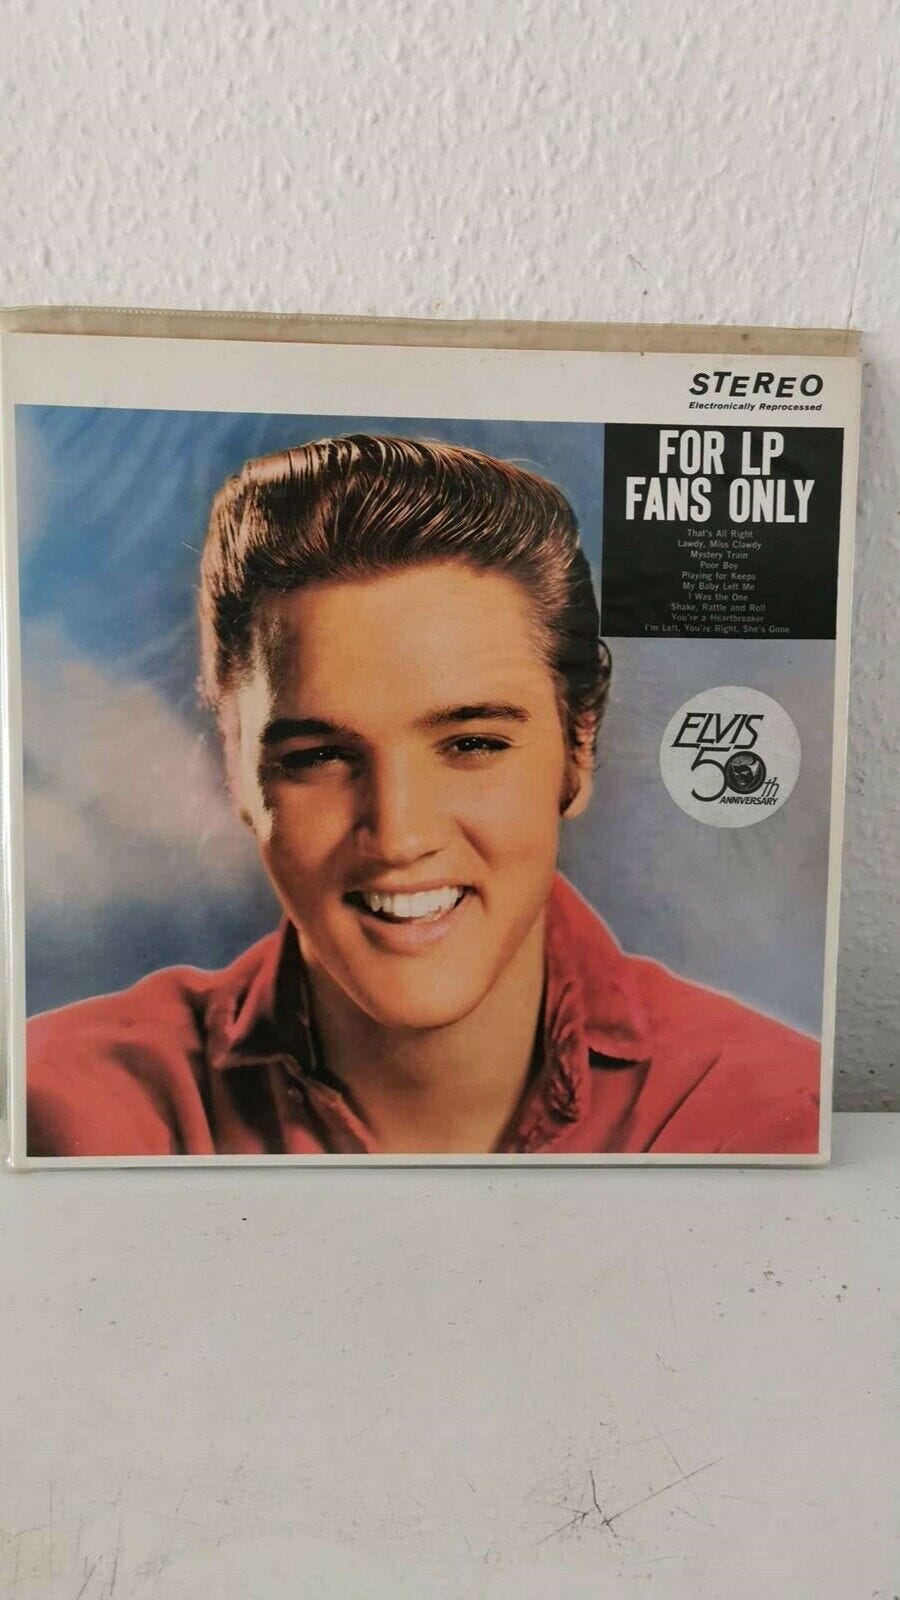 STEREO
Electronically Reprocessed
FOR LP
FANS ONLY
That's All Right
Lawdy, Miss Clawdy
Mystery Train
Poor Boy
Playing for Keeps
My Baby Left Me
I Was the One
Shake, Rattle and Roll
You're a Heartbreaker
I'm Left, You're Right, She's Gone
ELVIS
50th
ANNIVERSARY